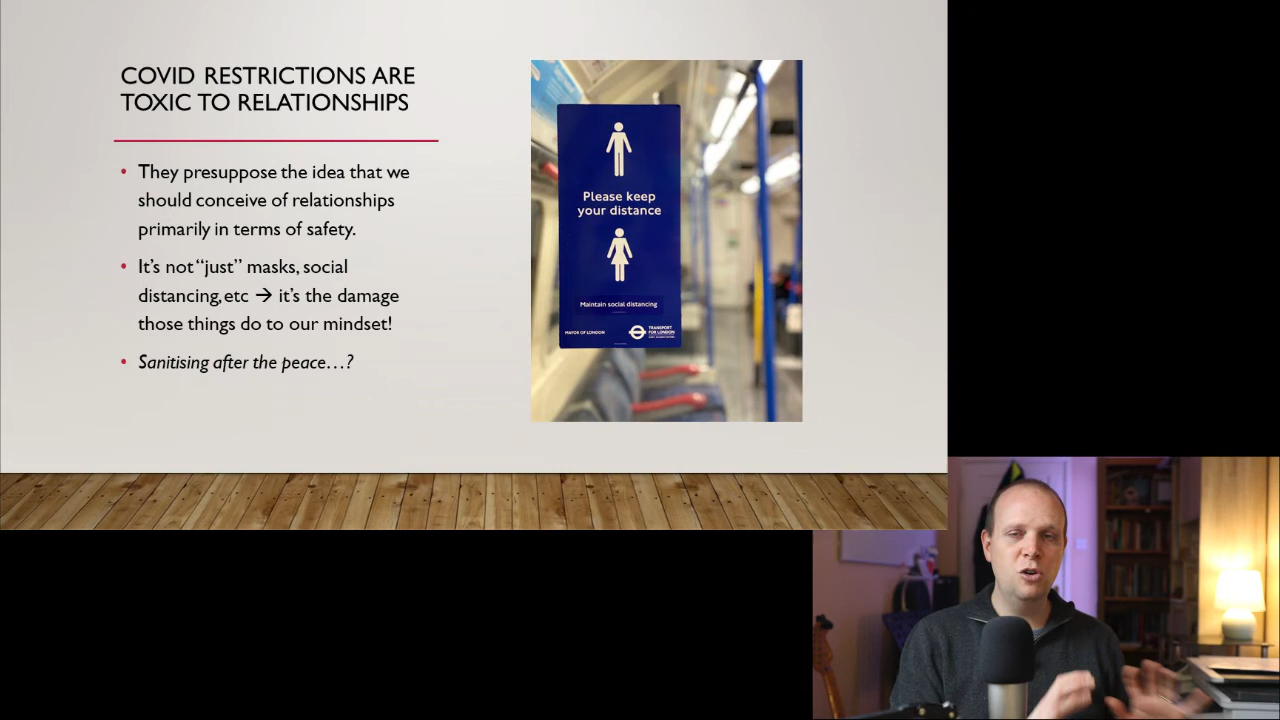 COVID RESTRICTIONS ARE
TOXIC TO RELATIONSHIPS
• They presuppose the idea that we
should conceive of relationships
primarily in terms of safety.
• It's not “just” masks, social
distancing, etc → it's the damage
those things do to our mindset!
• Sanitising after the peace…?
Please keep
your distance
Maintain social distancing
MAYOR OF LONDON
TRANSPORT
FOR LONDON